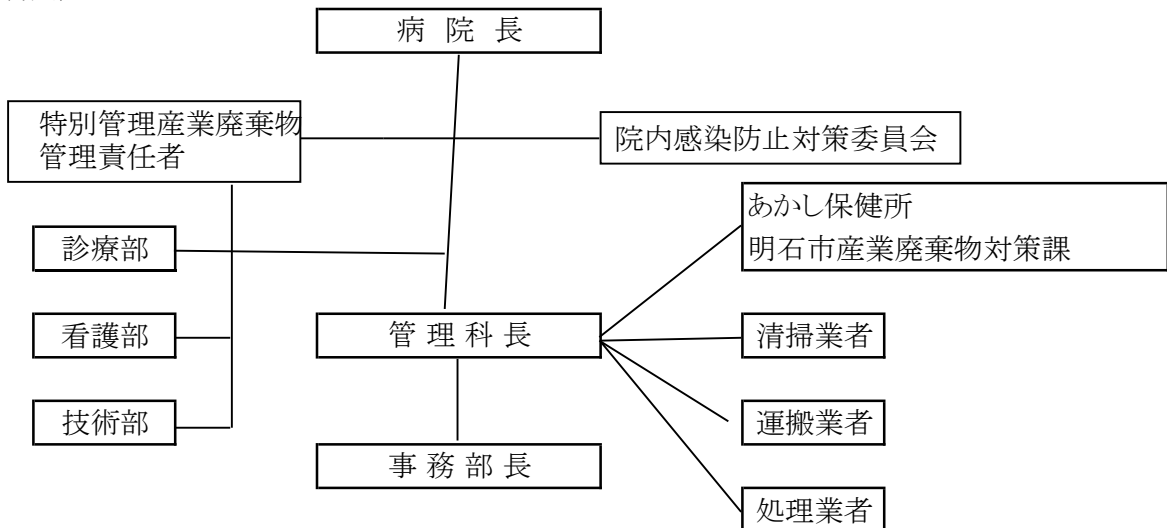 病 院 長
特別管理産業廃棄物
管理責任者
院内感染防止対策委員会
あかし保健所
明石市産業廃棄物対策課
診療部
看護部
管 理 科 長
清掃業者
技術部
運搬業者
事 務 部 長
処理業者